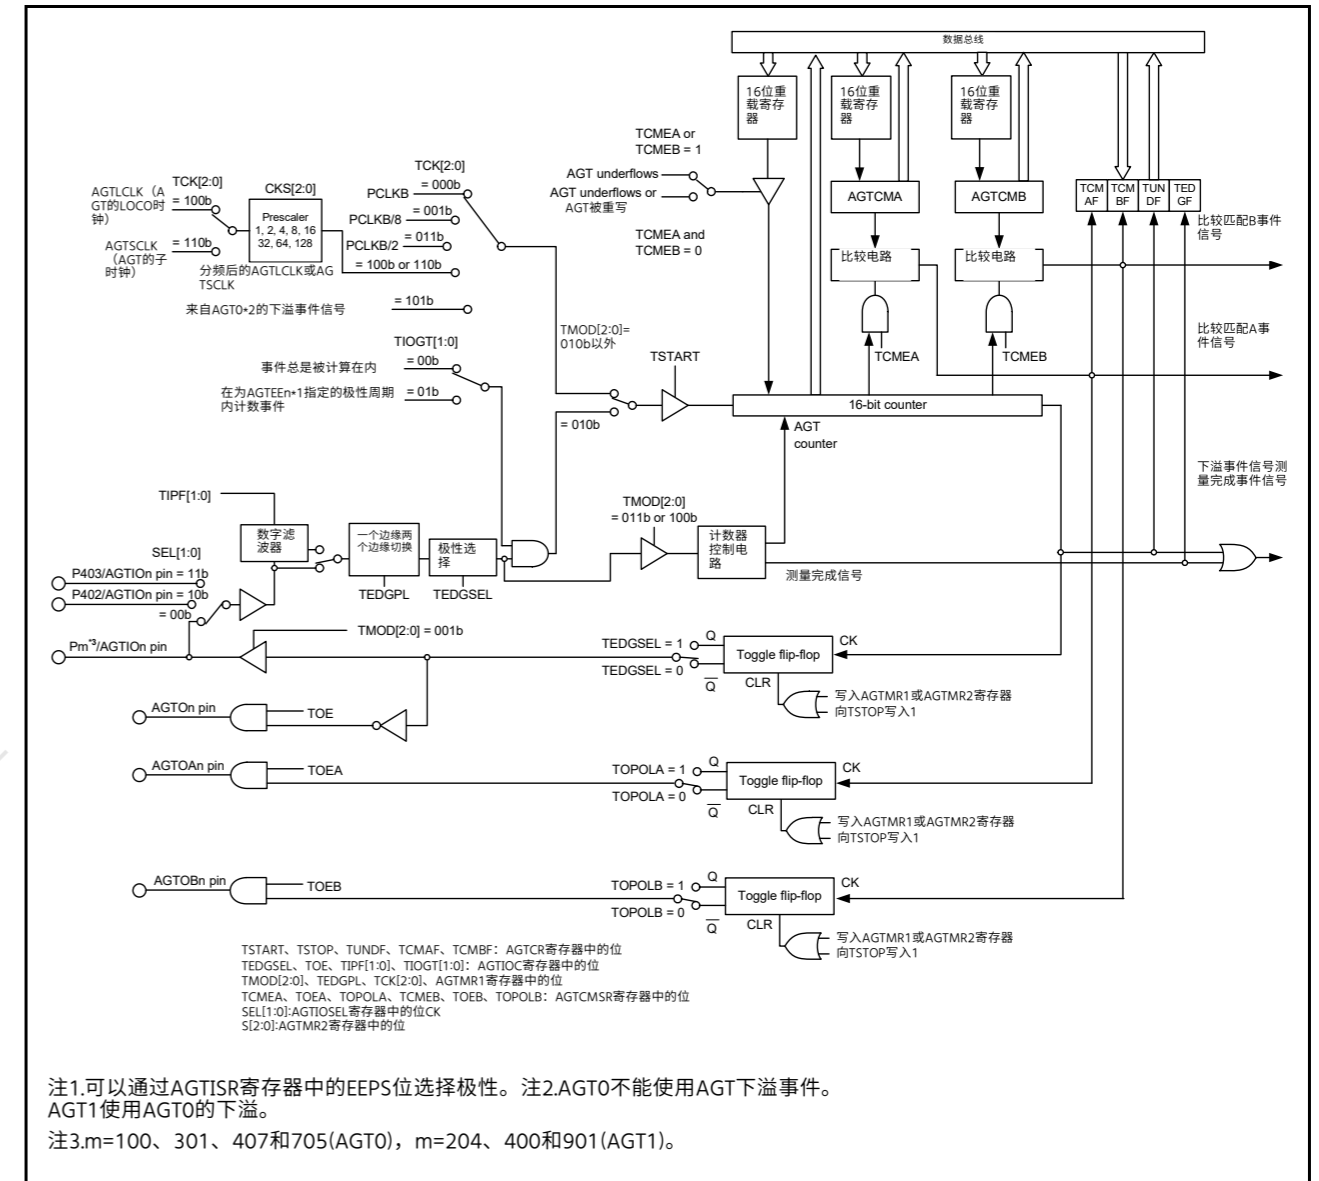 数据总线
16位重
载寄存
器
16位重
载寄存
器
16位重
载寄存
器
TCMEA or
TCMEB = 1
AGT underflows
AGT underflows or
AGT被重写
TCMEA and
TCMEB = 0
AGTCMA
AGTCMB
TCM
AF
TCM
BF
TUN
DF
TED
GF
比较匹配B事件
信号
比较电路
比较电路
比较匹配A事
件信号
TCMEA
TCMEB
TCK[2:0]
AGTLCLK（A
GT的LOCO时
钟）
= 100b
AGTSCLK
（AGT的子
时钟）
= 110b
CKS[2:0]
Prescaler
1, 2, 4, 8, 16
32, 64, 128
分频后的AGTLCLK或AG
TSCLK
TCK[2:0]
PCLKB
= 000b
PCLKB/8
= 001b
PCLKB/2
= 011b
= 100b or 110b
来自AGT0*2的下溢事件信号
= 101b
TMOD[2:0]=
010b以外
TIOGT[1:0]
事件总是被计算在内
= 00b
在为AGTEEn*1指定的极性周期
内计数事件
= 01b
= 010b
TSTART
16-bit counter
AGT
counter
下溢事件信号测
量完成事件信号
TIPF[1:0]
数字滤
波器
SEL[1:0]
P403/AGTIOn pin = 11b
P402/AGTIOn pin = 10b
= 00b
一个边缘两
个边缘切换
极性选
择
TEDGPL
TEDGSEL
TMOD[2:0]
= 011b or 100b
计数器
控制电
路
测量完成信号
Pm*3/AGTIOn pin
TMOD[2:0] = 001b
TEDGSEL = 1
TEDGSEL = 0
Q
Q
Toggle flip-flop
CK
CLR
写入AGTMR1或AGTMR2寄存器
向TSTOP写入1
AGTOn pin
TOE
AGTOAn pin
TOEA
TOPOLA = 1
TOPOLA = 0
Q
Q
Toggle flip-flop
CK
CLR
写入AGTMR1或AGTMR2寄存器
向TSTOP写入1
AGTOBn pin
TOEB
TOPOLB = 1
TOPOLB = 0
Q
Q
Toggle flip-flop
CK
CLR
写入AGTMR1或AGTMR2寄存器
向TSTOP写入1
TSTART、TSTOP、TUNDF、TCMAF、TCMBF：AGTCR寄存器中的位
TEDGSEL、TOE、TIPF[1:0]、TIOGT[1:0]：AGTIOC寄存器中的位
TMOD[2:0]、TEDGPL、TCK[2:0]、AGTMR1寄存器中的位
TCMEA、TOEA、TOPOLA、TCMEB、TOEB、TOPOLB：AGTCMSR寄存器中的位
SEL[1:0]:AGTIOSEL寄存器中的位CK
S[2:0]:AGTMR2寄存器中的位
注1.可以通过AGTISR寄存器中的EEPS位选择极性。注2.AGT0不能使用AGT下溢事件。
AGT1使用AGT0的下溢。
注3.m=100、301、407和705(AGT0)，m=204、400和901(AGT1)。